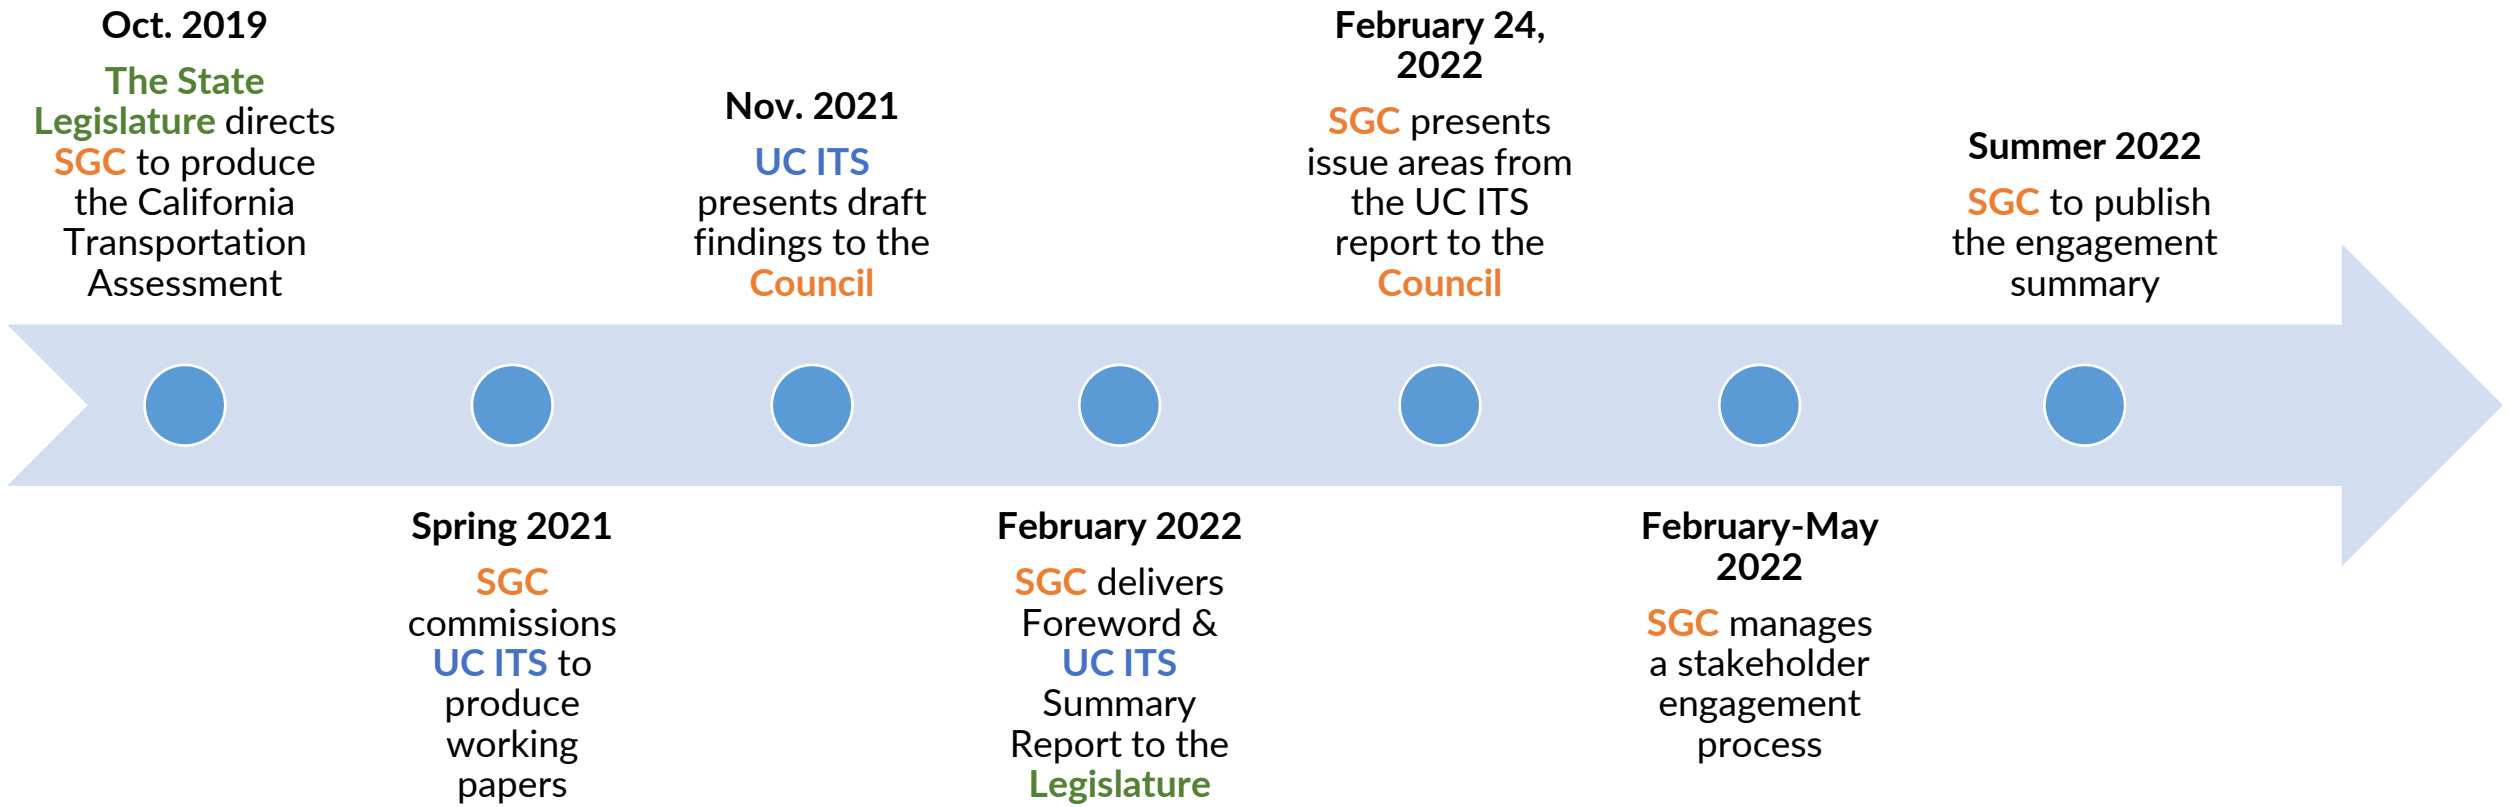 Oct. 2019
The State
Legislature directs
SGC to produce
the California
Transportation
Assessment
Spring 2021
SGC
commissions
UC ITS to
produce
working
papers
Nov. 2021
UC ITS
presents draft
findings to the
Council
February 2022
SGC delivers
Foreword &
UC ITS
Summary
Report to the
Legislature
February 24,
2022
SGC presents
issue areas from
the UC ITS
report to the
Council
February-May
2022
SGC manages
a stakeholder
engagement
process
Summer 2022
SGC to publish
the engagement
summary